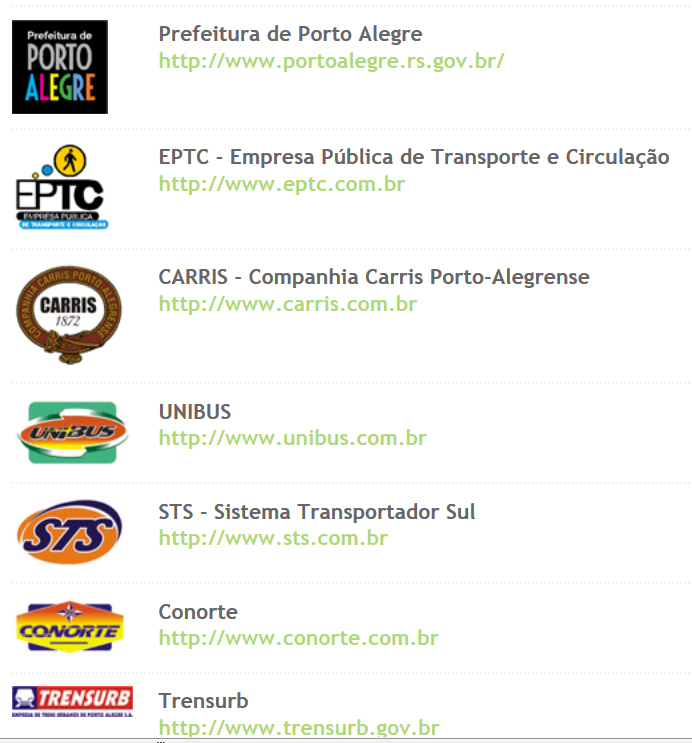 Prefeitura de
PORTO
ALEGRE
Prefeitura de Porto Alegre
http://www.portoalegre.rs.gov.br/
EPTC
EMPRESA PÚBLICA
DE TRANSPORTE E CIRCULAÇÃO
EPTC - Empresa Pública de Transporte e Circulação
http://www.eptc.com.br
COMPANHIA CARRIS PORTO-ALEGRENSE
CARRIS
1872
CARRIS - Companhia Carris Porto-Alegrense
http://www.carris.com.br
UNIBUS
UNIBUS
http://www.unibus.com.br
STS
STS - Sistema Transportador Sul
http://www.sts.com.br
CONORTE
Conorte
http://www.conorte.com.br
TRENSURB
EMPRESA DE TRENS URBANOS DE PORTO ALEGRE S.A.
Trensurb
http://www.trensurb.gov.br